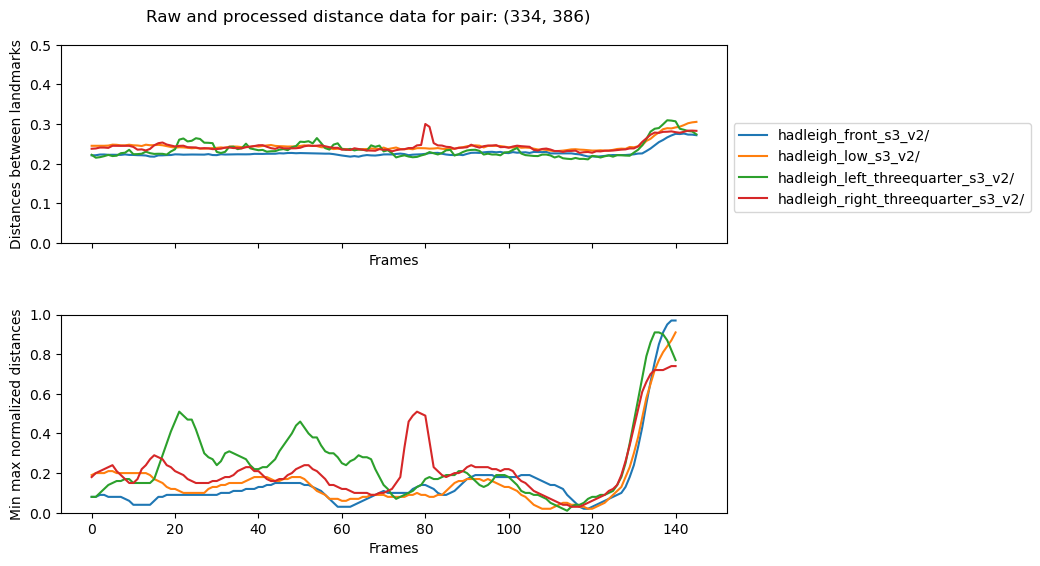 Raw and processed distance data for pair: (334, 386)
Distances between landmarks
0.5
0.4
0.3
0.2
0.1
0.0
Frames
hadleigh_front_s3_v2/
hadleigh_low_s3_v2/
hadleigh_left_threequarter_s3_v2/
hadleigh_right_threequarter_s3_v2/
Min max normalized distances
1.0
0.8
0.6
0.4
0.2
0.0
0 20 40 60 80 100 120 140
Frames